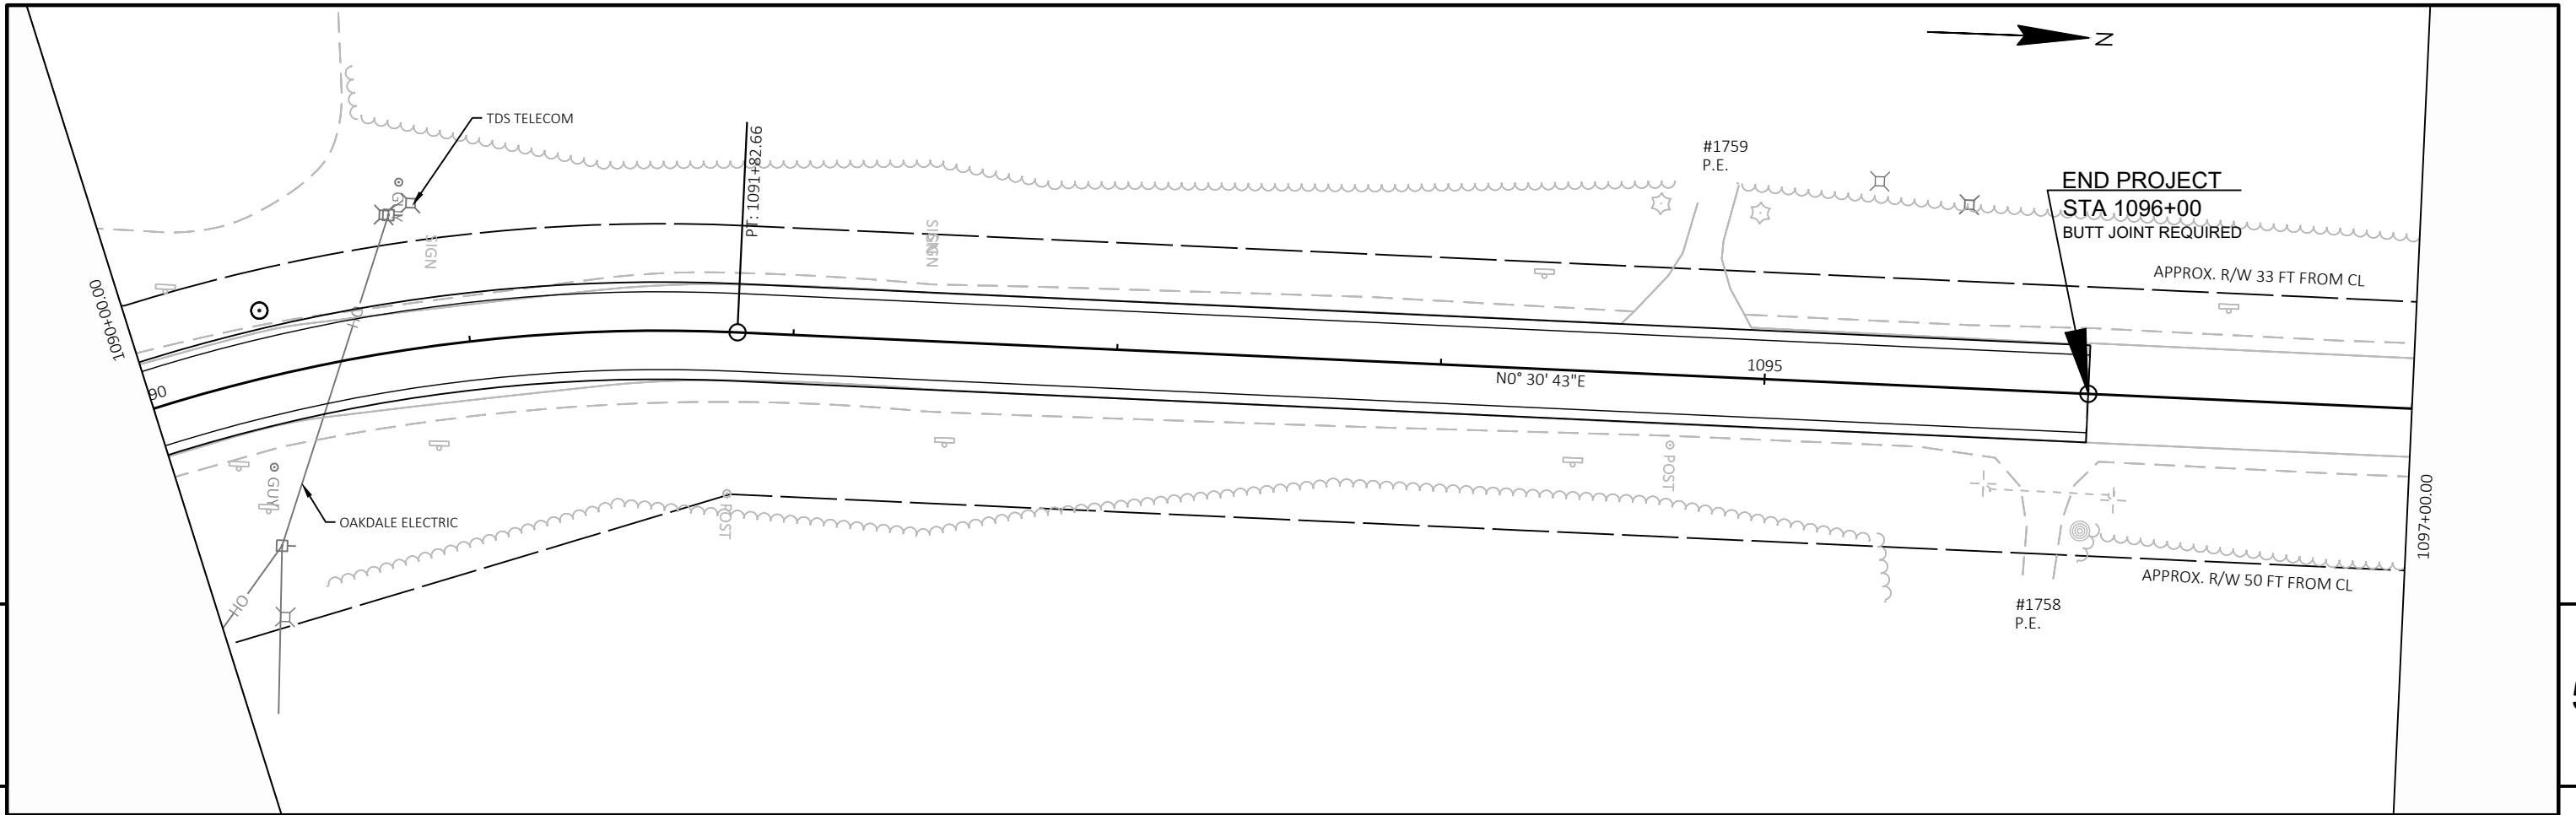 N
TDS TELECOM
PT: 1091+82.66
#1759
P.E.
END PROJECT
STA 1096+00
BUTT JOINT REQUIRED
GUY
SIGN
SIGN
APPROX. R/W 33 FT FROM CL
1090+00.00
OH
90
1095
N0° 30' 43"E
POST
GUY
POST
OAKDALE ELECTRIC
1097+00.00
OH
APPROX. R/W 50 FT FROM CL
#1758
P.E.